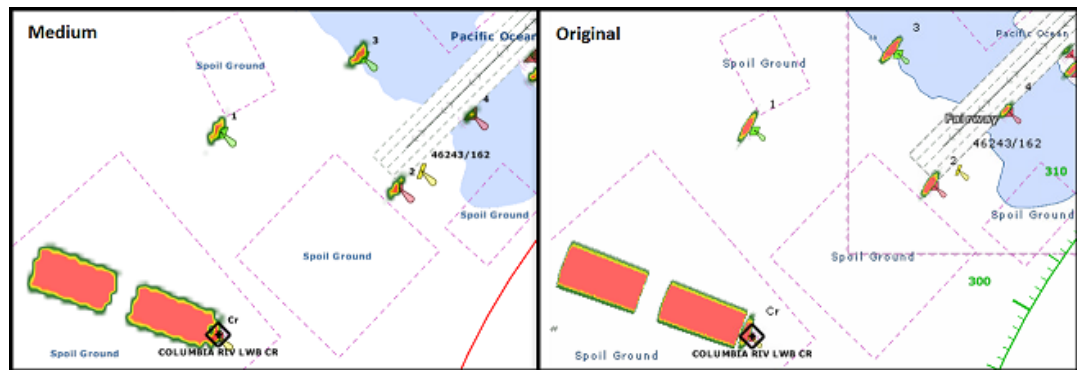 Medium
3
Pacific Ocean
Spoil Ground
1
4
46243/162
2
Spoil Ground
Spoil Ground
Cr
COLUMBIA RIV LWB CR
Spoil Ground
Original
3
Pacific Ocean
Spoil Ground
4
1
Fairway
46243/162
2
310
Spoil Ground
Spoil Ground
300
Cr
COLUMBIA RIV LWB CR
Spoil Ground